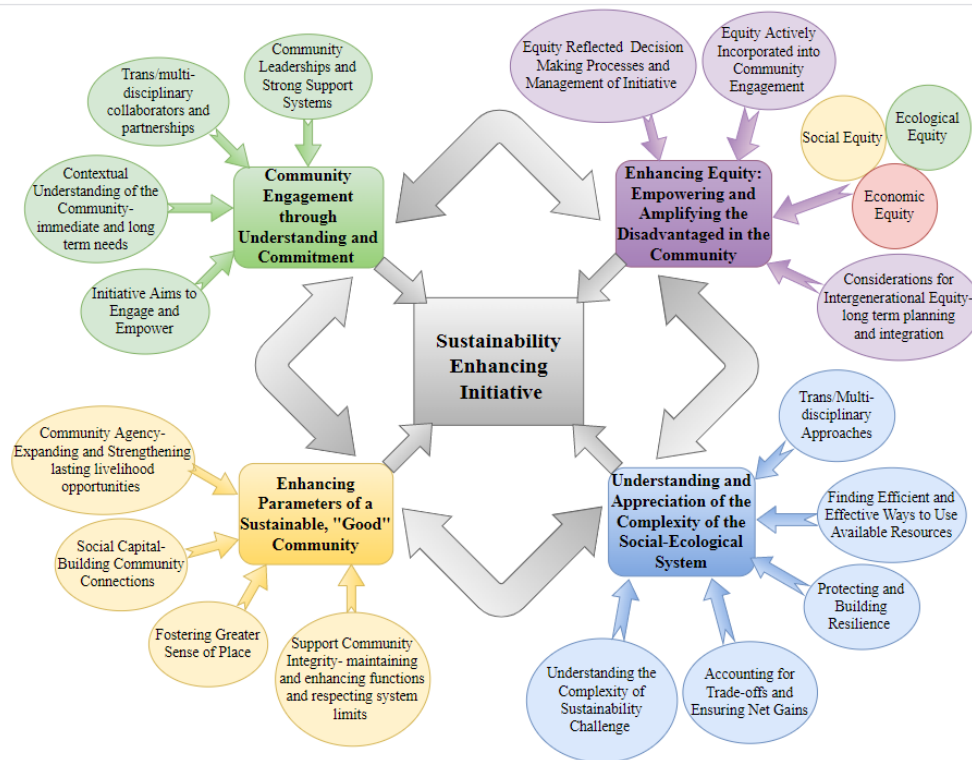 Community
Leaderships and
Strong Support
Systems
Trans/multi-
disciplinary
collaborators and
partnerships
Contextual
Understanding of the
Community-
immediate and long
term needs
Initiative Aims to
Engage and
Empower
Community
Engagement
through
Understanding and
Commitment
Equity Reflected Decision
Making Processes and
Management of Initiative
Equity Actively
Incorporated into
Community
Engagement
Social Equity
Ecological
Equity
Economic
Equity
Enhancing Equity:
Empowering and
Amplifying the
Disadvantaged in the
Community
Considerations for
Intergenerational Equity-
long term planning
and integration
Sustainability
Enhancing
Initiative
Community Agency-
Expanding and Strengthening
lasting livelihood
opportunities
Enhancing
Parameters of a
Sustainable, "Good"
Community
Social Capital-
Building Community
Connections
Fostering Greater
Sense of Place
Support Community
Integrity- maintaining
and enhancing functions
and respecting system
limits
Understanding and
Appreciation of the
Complexity of the
Social-Ecological
System
Trans/Multi-
disciplinary
Approaches
Finding Efficient and
Effective Ways to Use
Available Resources
Protecting and
Building
Resilience
Understanding the
Complexity of
Sustainability
Challenge
Accounting for
Trade-offs and
Ensuring Net Gains